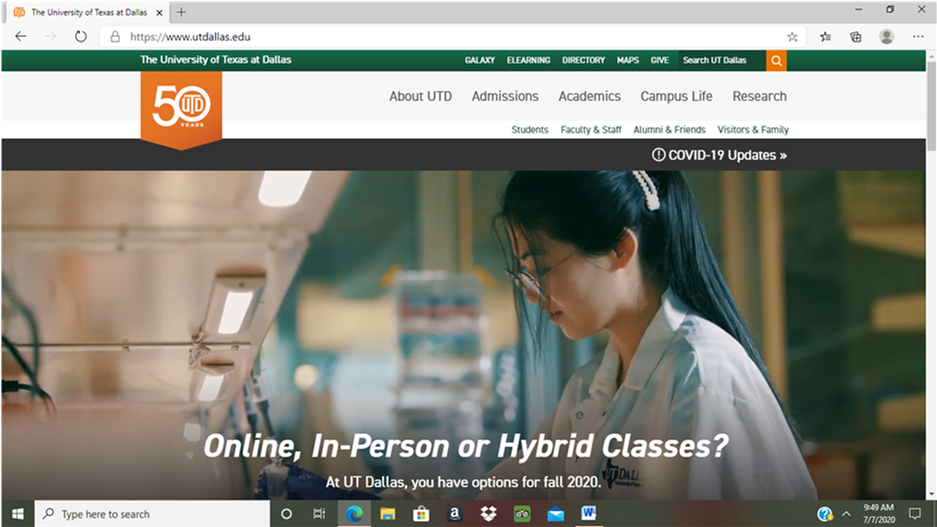 The University of Texas at Dallas
https://www.utdallas.edu
The University of Texas at Dallas
GALAXY ELEARNING DIRECTORY MAPS GIVE Search UT Dallas
50 UTD
YEARS
About UTD Admissions Academics Campus Life Research
Students Faculty & Staff Alumni & Friends Visitors & Family
COVID-19 Updates »
Online, In-Person or Hybrid Classes?
UT DALL
At UT Dallas, you have options for fall 2020.
Type here to search
9:49 AM
7/7/2020